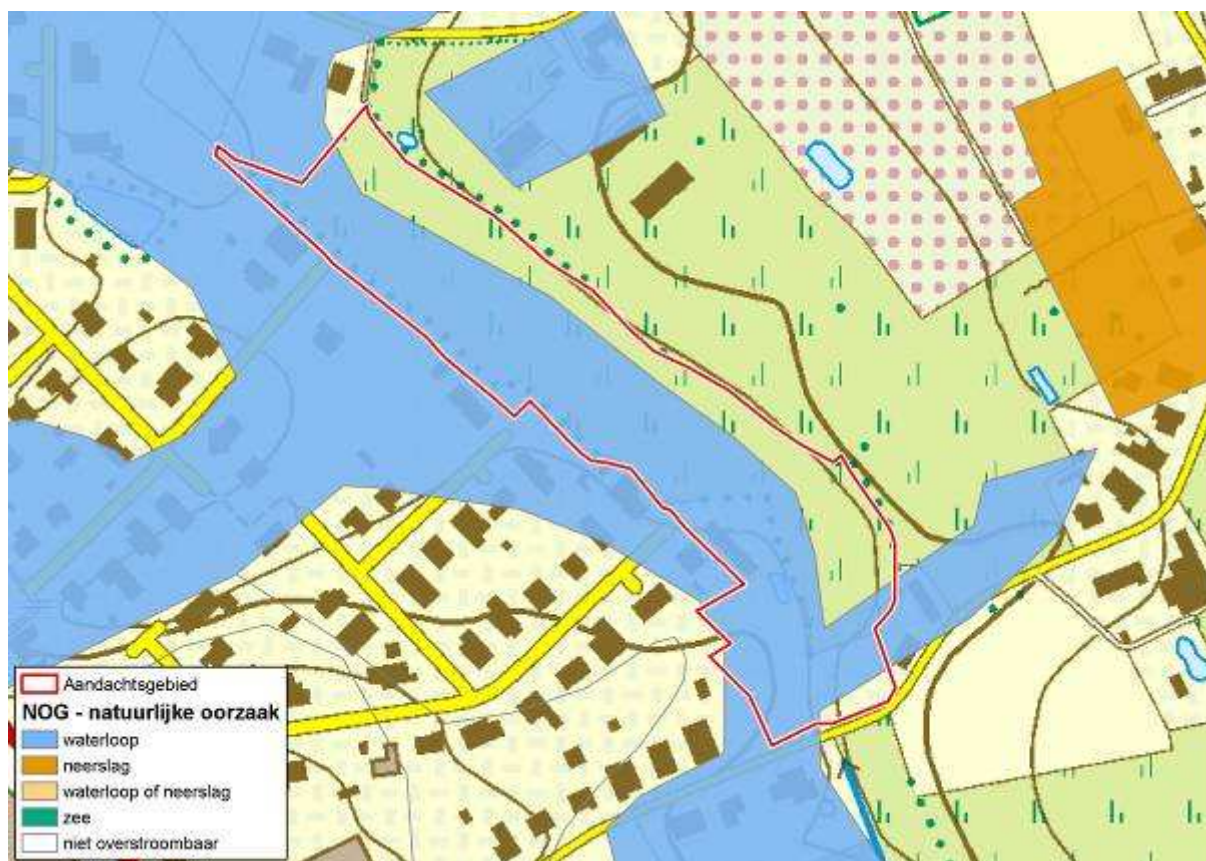 Aandachtsgebied
NOG - natuurlijke oorzaak
waterloop
neerslag
waterloop of neerslag
zee
niet overstroombaar